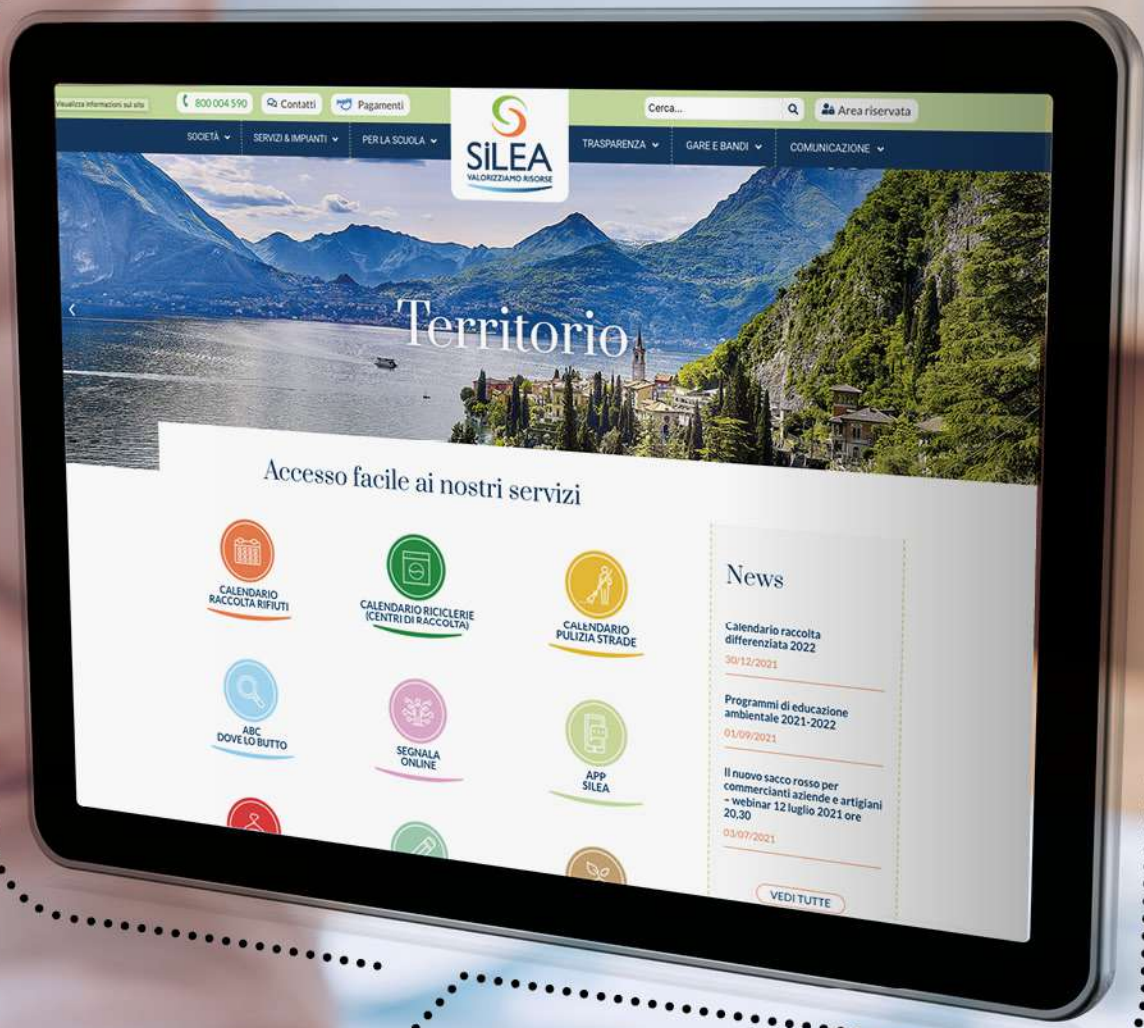 Visualizza informazioni sul sito
800 004 590
Contatti
Pagamenti
Cerca...
Area riservata
SOCIETÀ
SERVIZI & IMPIANTI
PER LA SCUOLA
SiLEA
VALORIZZIAMO RISORSE
TRASPARENZA
GARE E BANDI
COMUNICAZIONE
Territorio
Accesso facile ai nostri servizi
CALENDARIO
RACCOLTA RIFIUTI
CALENDARIO RICICLERIE
(CENTRI DI RACCOLTA)
CALENDARIO
PULIZIA STRADE
ABC
DOVE LO BUTTO
SEGNALA
ONLINE
APP
SILEA
News
Calendario raccolta
differenziata 2022
30/12/2021
Programmi di educazione
ambientale 2021-2022
01/09/2021
Il nuovo sacco rosso per
commercianti aziende e artigiani
– webinar 12 luglio 2021 ore
20,30
03/07/2021
VEDI TUTTE